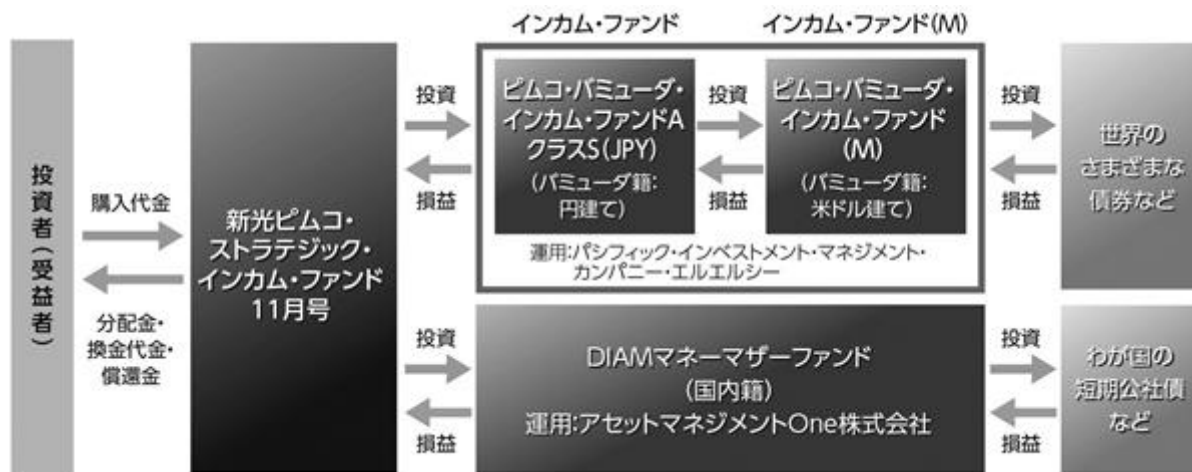 インカム・ファンド
インカム・ファンド(M)
投資者(受益者)
購入代金
分配金・
換金代金・
償還金
新光ピムコ・
ストラテジック・
インカム・ファンド
11月号
投資
損益
ピムコ・バミューダ・
インカム・ファンドA
クラスS(JPY)
(バミューダ籍:
円建て)
投資
損益
ピムコ・バミューダ・
インカム・ファンド
(M)
(バミューダ籍:
米ドル建て)
運用:パシフィック・インベストメント・マネジメント・
カンパニー・エルエルシー
投資
損益
世界の
さまざまな
債券など
投資
損益
DIAMマネーマザーファンド
(国内籍)
運用:アセットマネジメントOne株式会社
投資
損益
わが国の
短期公社債
など